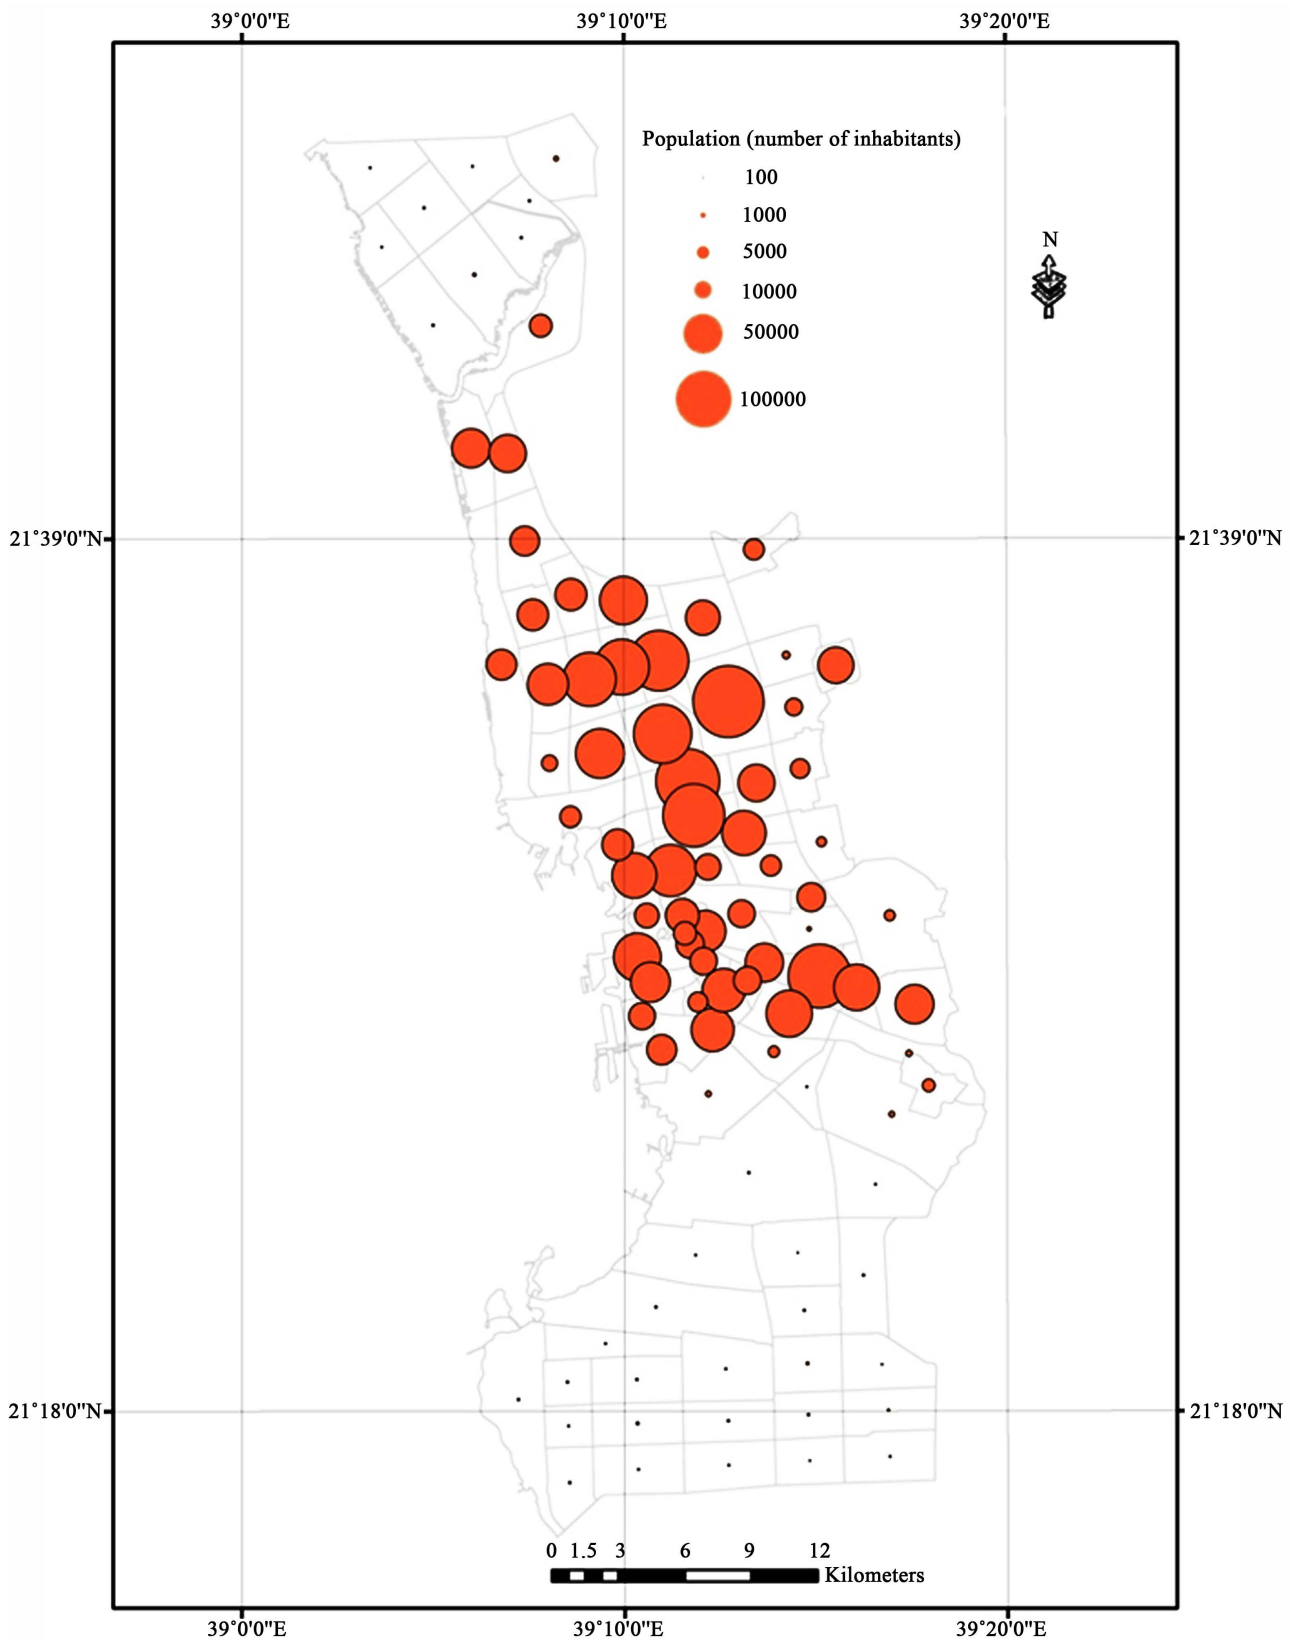 39°0'0"E 39°10'0"E 39°20'0"E
Population (number of inhabitants)
100
1000
5000
10000
50000
100000
N
21°39'0"N 21°39'0"N
21°18'0"N 21°18'0"N
0 1.5 3 6 9 12
Kilometers
39°0'0"E 39°10'0"E 39°20'0"E